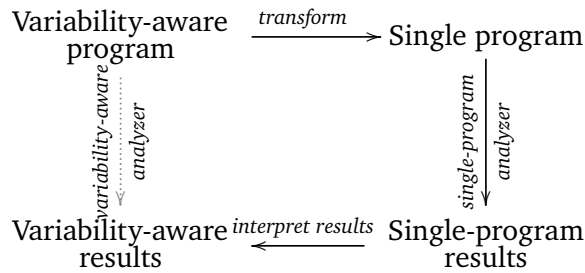 Variability-aware
program
transform
Single program
variability-aware
analyzer
single-program
analyzer
Variability-aware
results
interpret results
Single-program
results